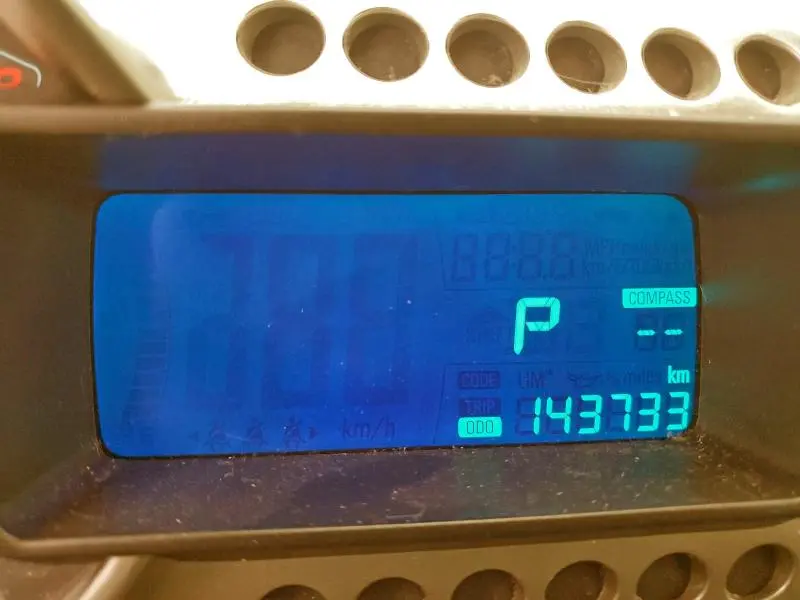 COMPASS
P --
CODE
km
TRIP
ODO 143733
km/h